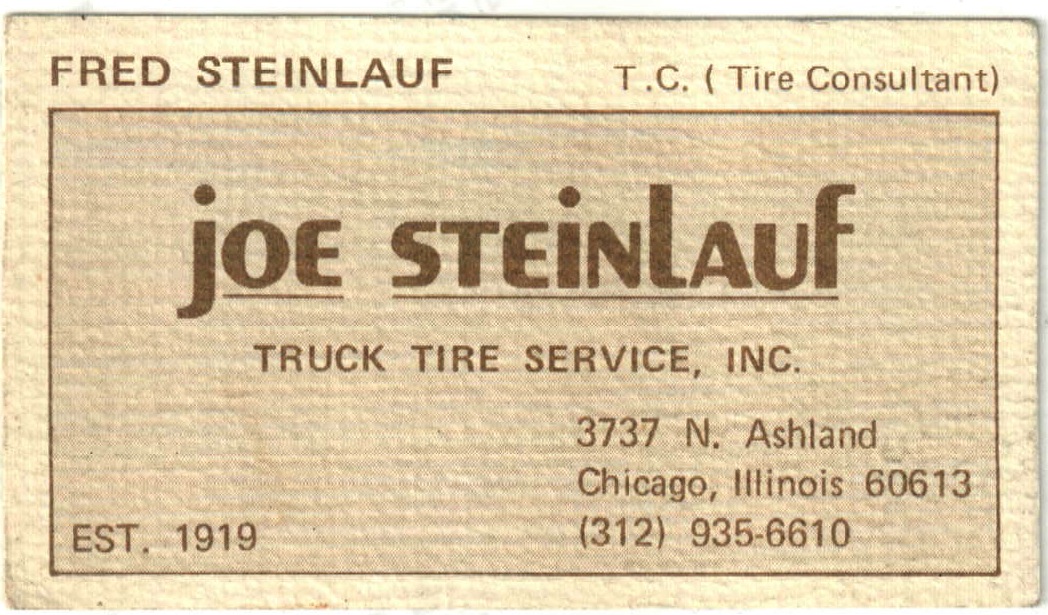 FRED STEINLAUF
T.C. ( Tire Consultant)
JOE STEINLAUF
TRUCK TIRE SERVICE, INC.
3737 N. Ashland
Chicago, Illinois 60613
(312) 935-6610
EST. 1919